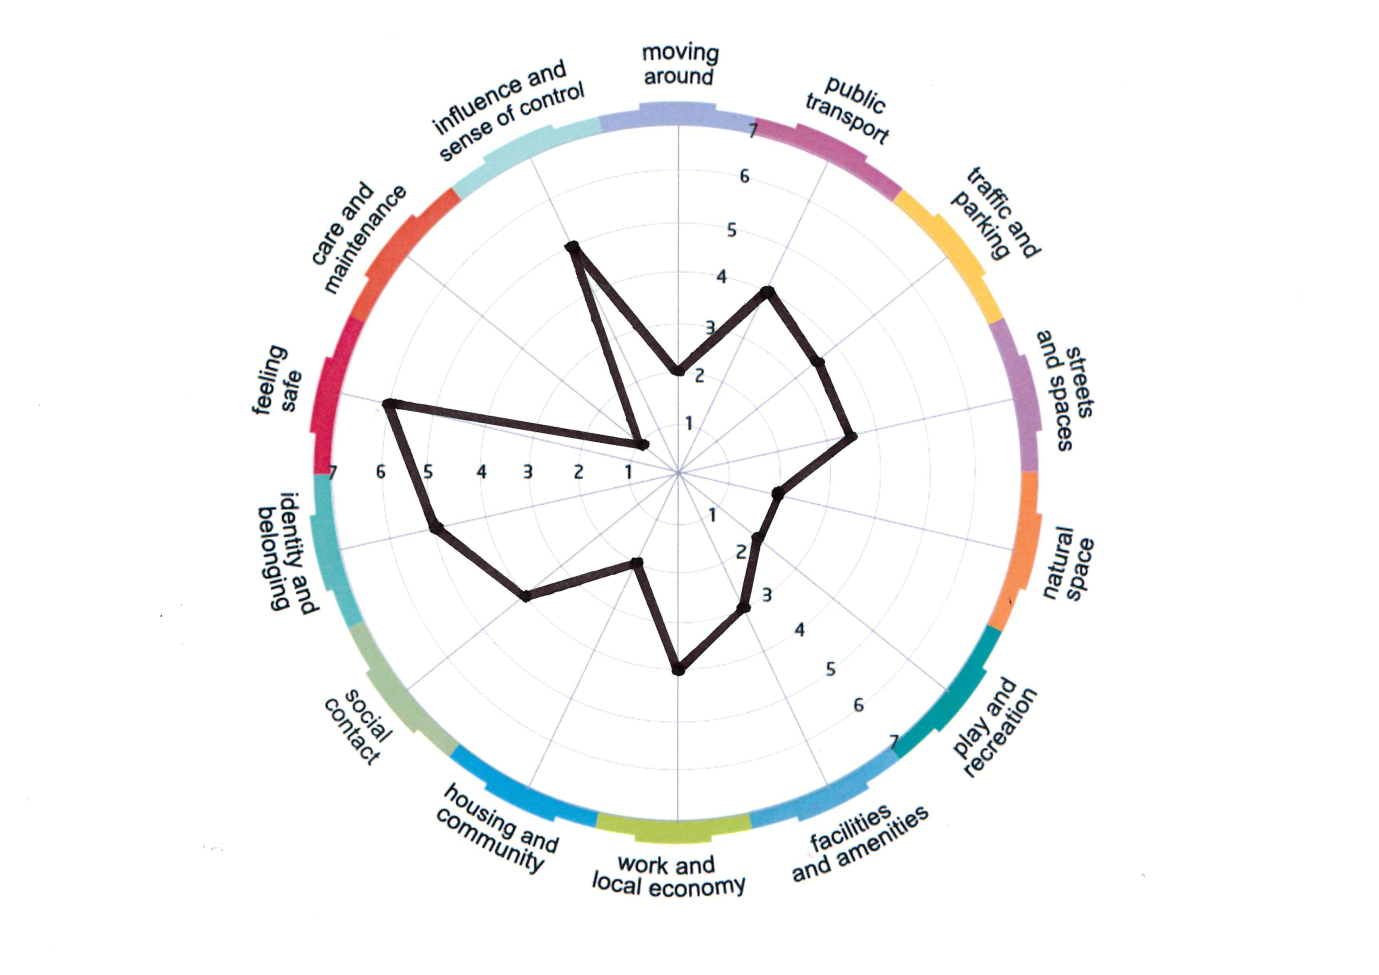 moving
around
public
transport
traffic and
parking
streets
and spaces
natural
space
play and
recreation
facilities
and amenities
work and
local economy
housing and
community
social
contact
identity and
belonging
feeling
safe
care and
maintenance
influence and
sense of control
7
6
5
4
3
2
1
7 6 5 4 3 2 1
1
2
3
4
5
6
7